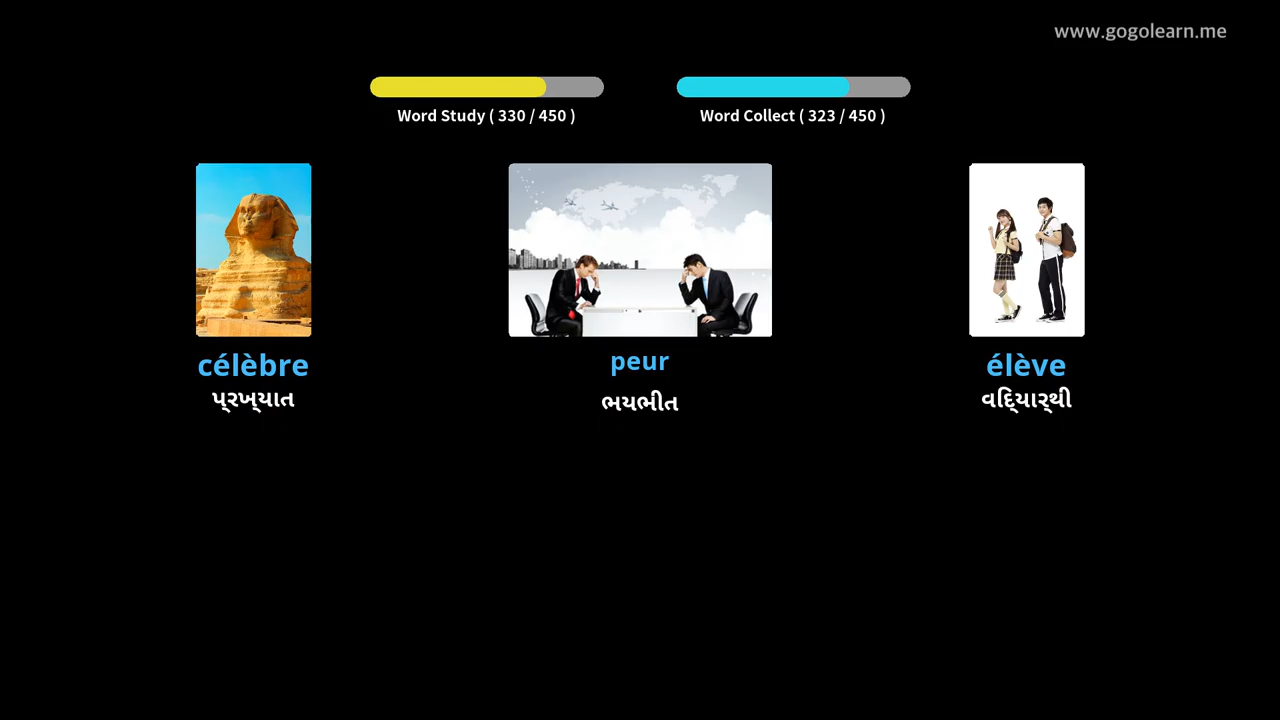 www.gogolearn.me
Word Study ( 330 / 450 )
Word Collect ( 323 / 450 )
célèbre
પ્રખ્યાત
peur
ભયભીત
élève
વિદ્યાર્થી